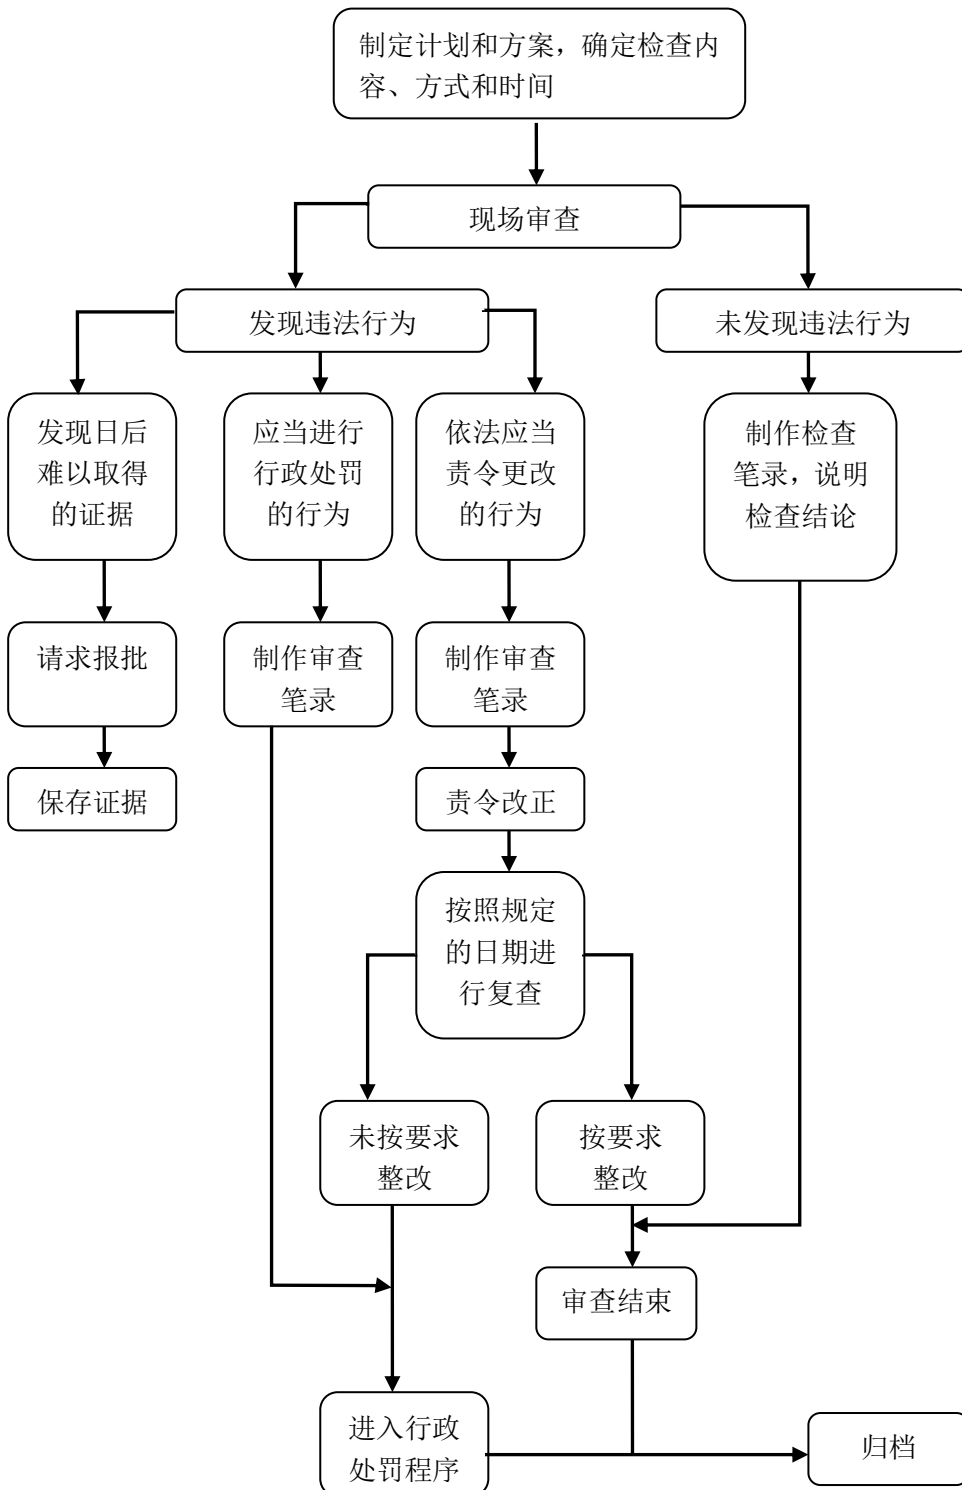 制定计划和方案，确定检查内
容、方式和时间
现场审查
发现违法行为
未发现违法行为
发现日后
难以取得
的证据
应当进行
行政处罚
的行为
依法应当
责令更改
的行为
制作检查
笔录，说明
检查结论
请求报批
制作审查
笔录
制作审查
笔录
保存证据
责令改正
按照规定
的日期进
行复查
未按要求
整改
按要求
整改
审查结束
进入行政
处罚程序
归档